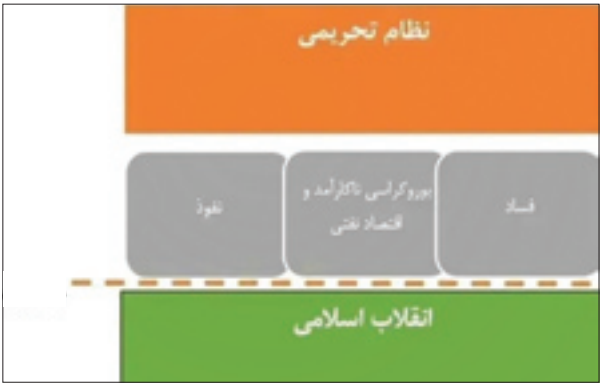 نظام تحریمی
فساد
بوروکراسی ناکارآمد و
اقتصاد نفتی
نفوذ
انقلاب اسلامی